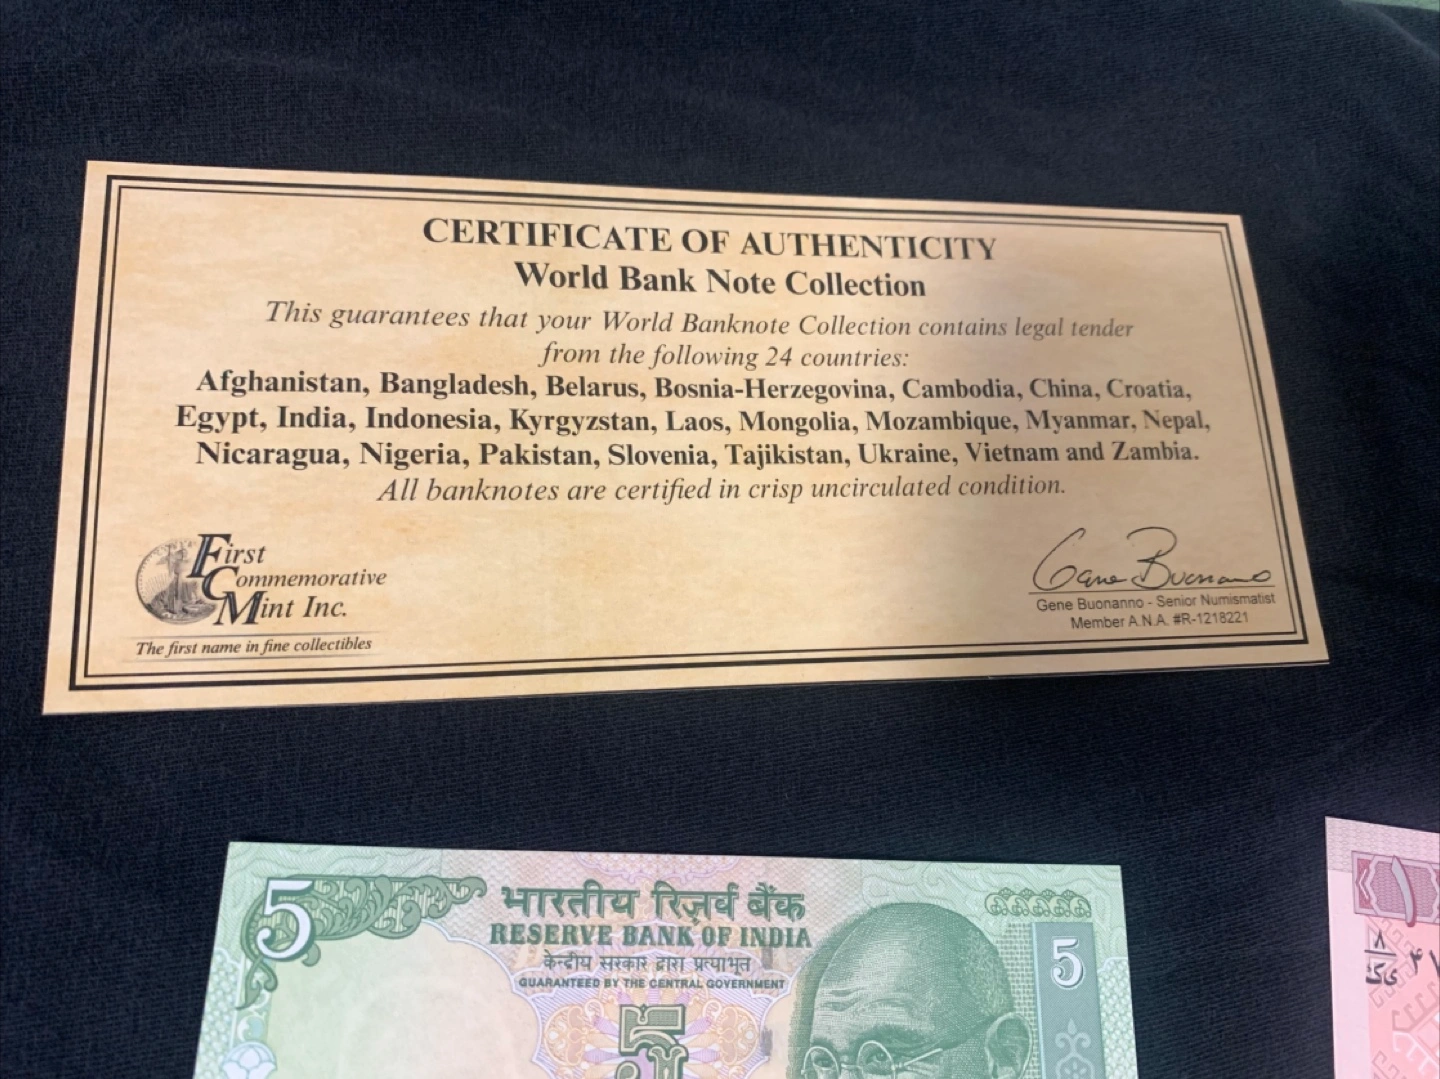 CERTIFICATE OF AUTHENTICITY
World Bank Note Collection
This guarantees that your World Banknote Collection contains legal tender
from the following 24 countries:
Afghanistan, Bangladesh, Belarus, Bosnia-Herzegovina, Cambodia, China, Croatia,
Egypt, India, Indonesia, Kyrgyzstan, Laos, Mongolia, Mozambique, Myanmar, Nepal,
Nicaragua, Nigeria, Pakistan, Slovenia, Tajikistan, Ukraine, Vietnam and Zambia.
All banknotes are certified in crisp uncirculated condition.
First
Commemorative
Mint Inc.
The first name in fine collectibles
Gene Buonanno
Gene Buonanno - Senior Numismatist
Member A.N.A. #R-1218221
5
भारतीय रिज़र्व बैंक
RESERVE BANK OF INDIA
केन्द्रीय सरकार द्वारा प्रत्याभूत
GUARANTEED BY THE CENTRAL GOVERNMENT
5
5
١